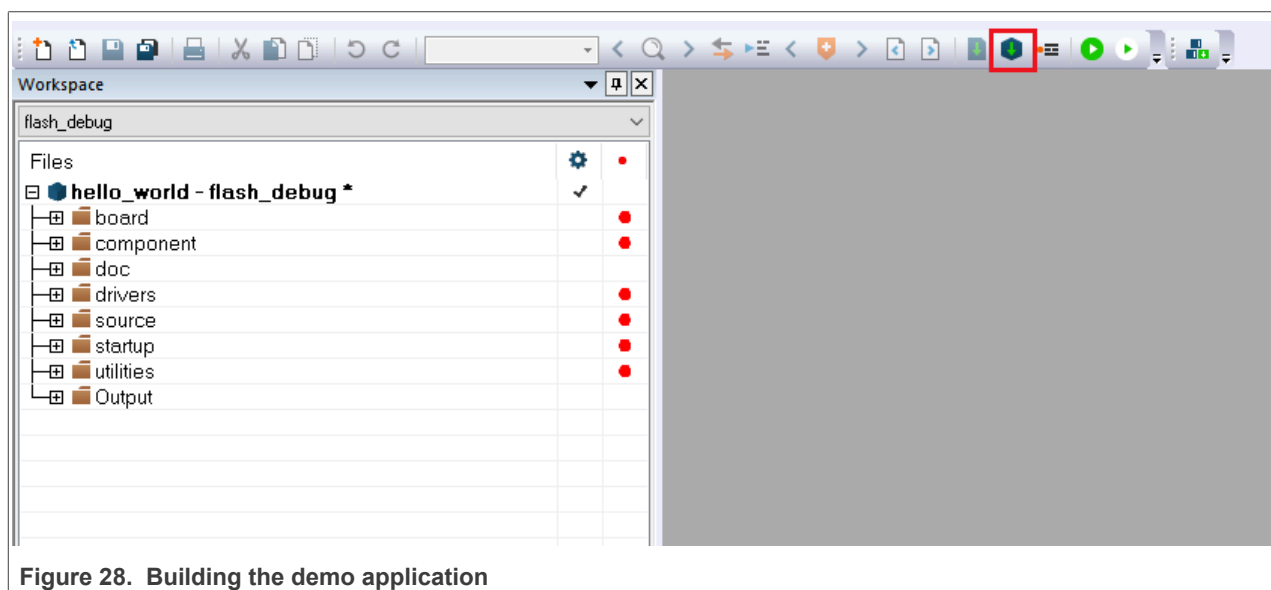 Workspace
flash_debug
Files
hello_world - flash_debug *
board
component
doc
drivers
source
startup
utilities
Output
Figure 28. Building the demo application